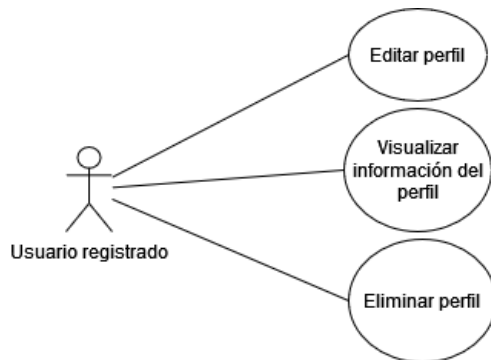 Editar perfil
Visualizar
información del
perfil
Usuario registrado
Eliminar perfil